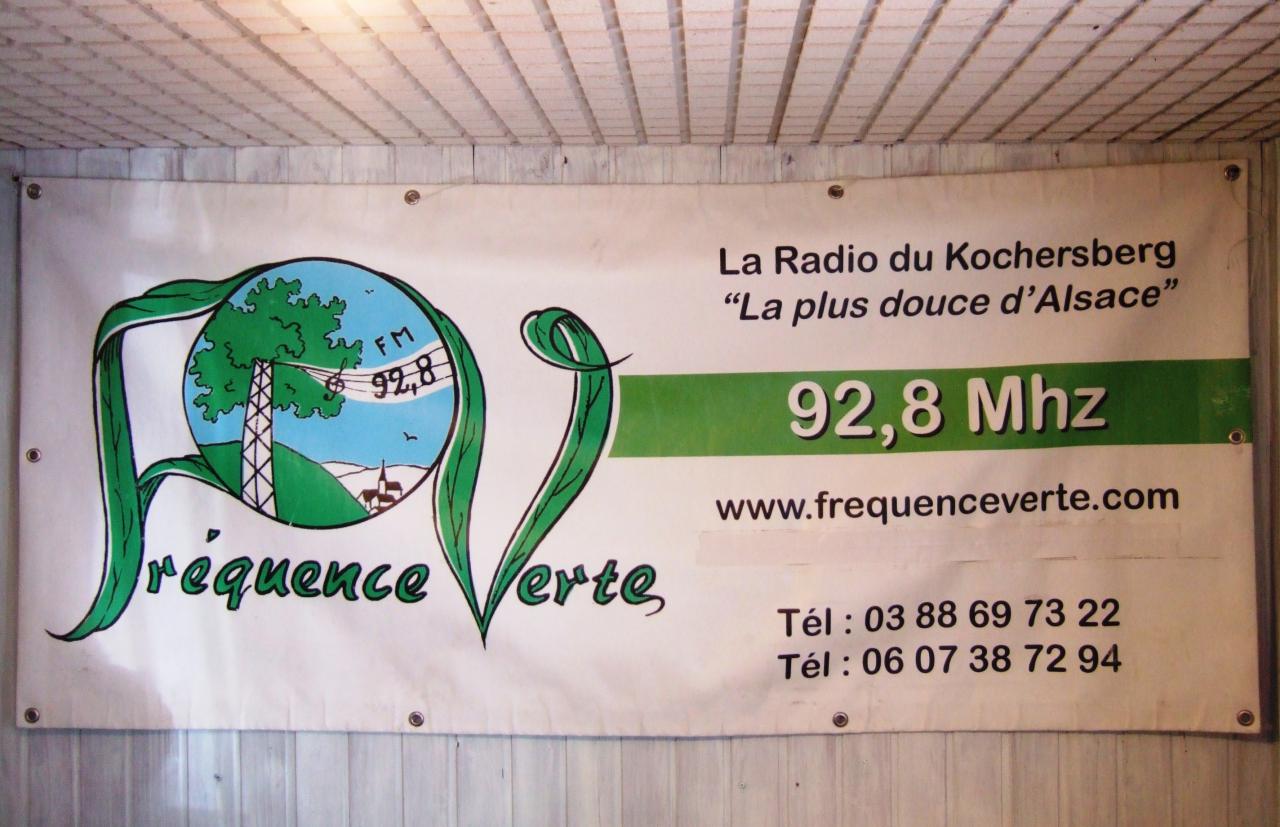 FM
92,8
Fréquence Verte
La Radio du Kochersberg
“La plus douce d’Alsace”
92,8 Mhz
www.frequenceverte.com
Tél : 03 88 69 73 22
Tél : 06 07 38 72 94